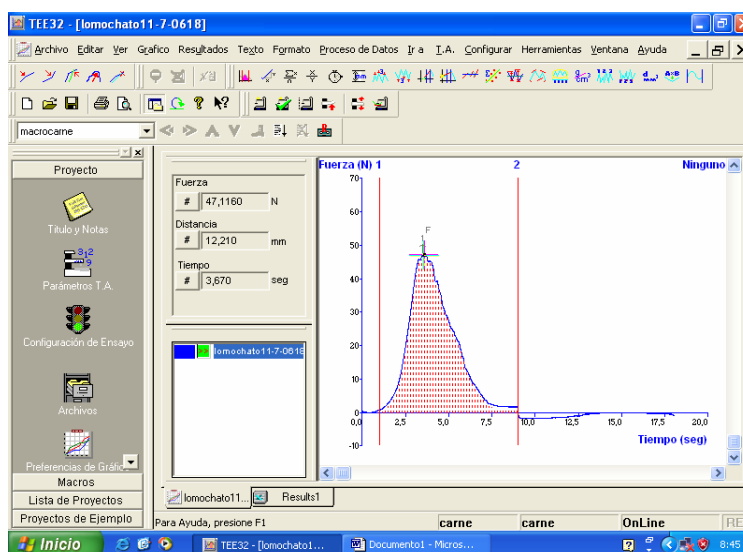 TEE32 - [lomochato11-7-0618]
Archivo Editar Ver Grafico Resultados Texto Formato Proceso de Datos Ir a T.A. Configurar Herramientas Ventana Ayuda
macrocarne
Proyecto
Título y Notas
Parámetros T.A.
Configuración de Ensayo
Archivos
Preferencias de Gráfic
Macros
Lista de Proyectos
Proyectos de Ejemplo
Fuerza
# 47,1160 N
Distancia
# 12,210 mm
Tiempo
# 3,670 seg
lomochato11-7-0618
Fuerza (N) 1 2 Ninguno
70
60
50
F
1
40
30
20
10
0
-10
0,0 2,5 5,0 7,5 10,0 12,5 15,0 17,5 20,0
Tiempo (seg)
lomochato11... Results1
Para Ayuda, presione F1 carne carne OnLine RE
Inicio TEE32 - [lomochato1... Documento1 - Micros... 8:45